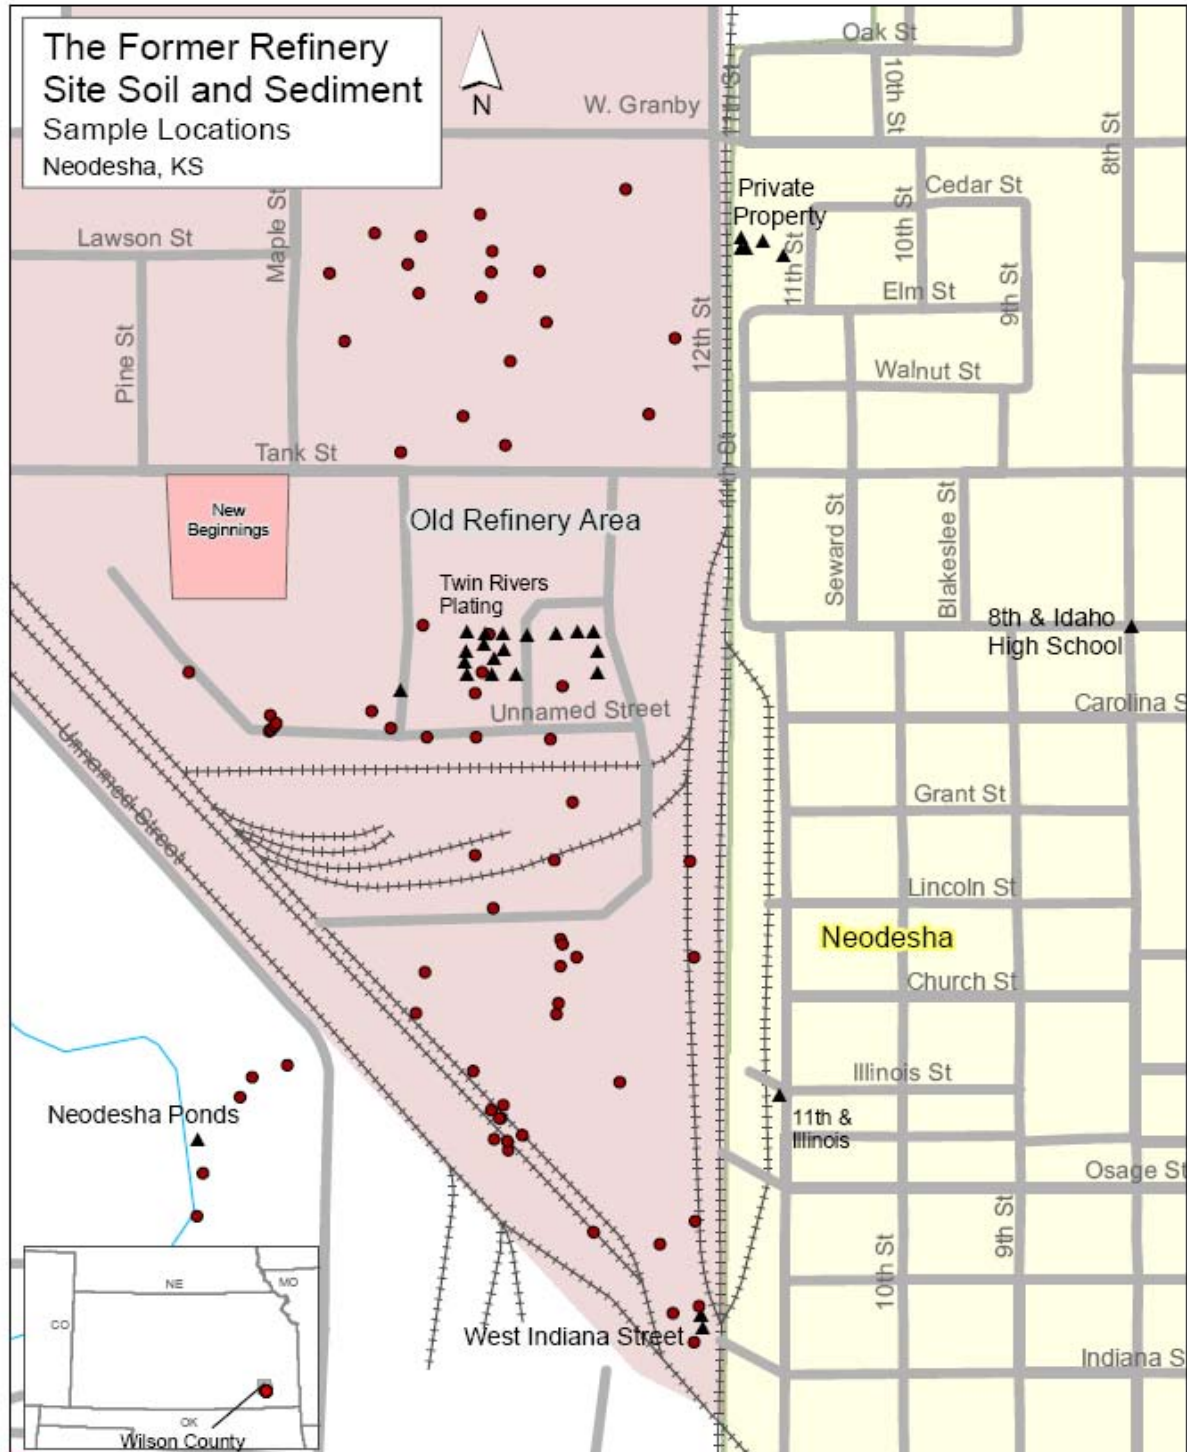 The Former Refinery
Site Soil and Sediment
Sample Locations
Neodesha, KS
N
Oak St
10th St
11th St
W. Granby
8th St
Private
Property
Cedar St
Maple St
Lawson St
10th St
11th St
9th St
Elm St
12th St
Pine St
Walnut St
Tank St
11th St
New
Beginnings
Old Refinery Area
Seward St
Blakeslee St
Twin Rivers
Plating
8th & Idaho
High School
Unnamed Street
Carolina S
Unnamed Street
Grant St
Lincoln St
Neodesha
Church St
Illinois St
Neodesha Ponds
11th &
Illinois
Osage St
9th St
10th St
NE
MO
CO
West Indiana Street
Indiana S
OK
Wilson County